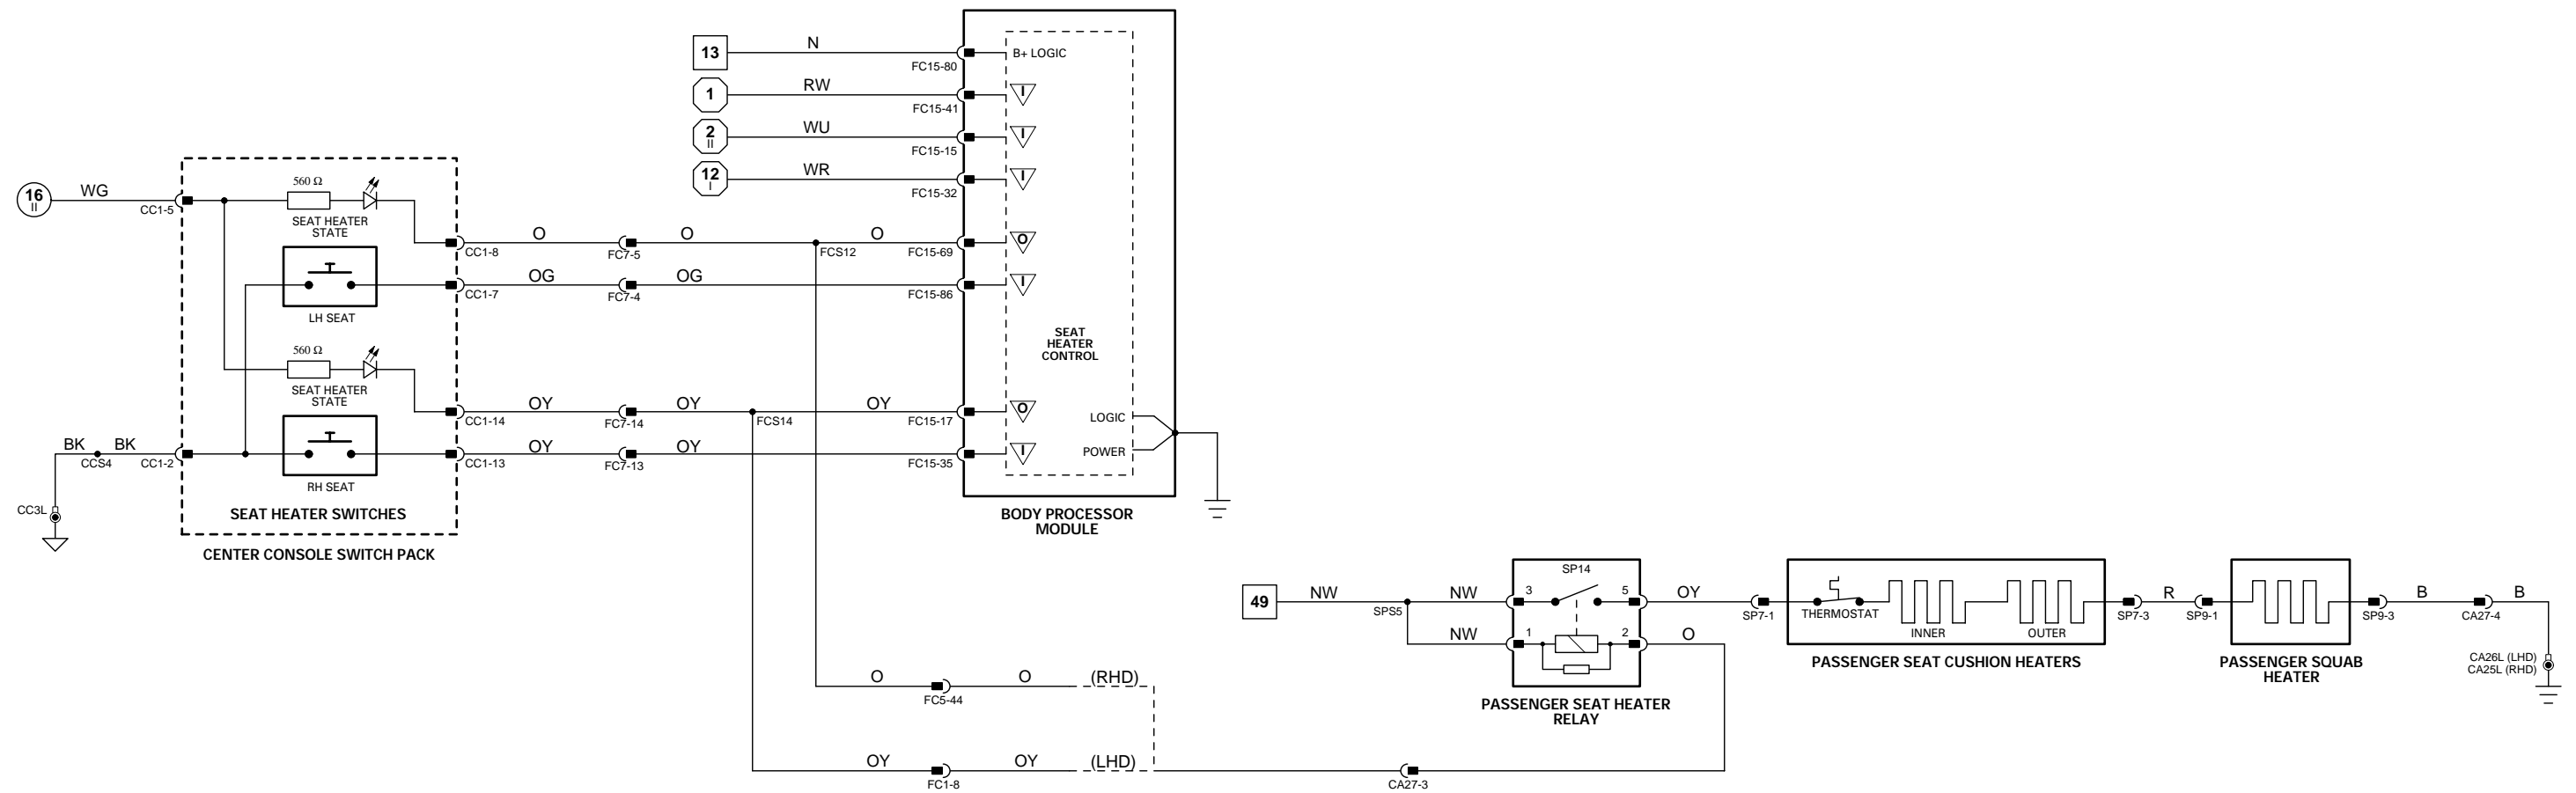 13
N
FC15-80
B+ LOGIC
1
RW
FC15-41
I
2
II
WU
FC15-15
I
12
I
WR
FC15-32
I
16
II
WG
CC1-5
560 Ω
SEAT HEATER
STATE
CC1-8
O
FC7-5
O
FCS12
O
FC15-69
O
LH SEAT
CC1-7
OG
FC7-4
OG
FC15-86
I
SEAT
HEATER
CONTROL
560 Ω
SEAT HEATER
STATE
CC1-14
OY
FC7-14
OY
FCS14
OY
FC15-17
O
LOGIC
POWER
BK
CCS4
BK
CC1-2
CC3L
RH SEAT
CC1-13
OY
FC7-13
OY
FC15-35
I
SEAT HEATER SWITCHES
CENTER CONSOLE SWITCH PACK
BODY PROCESSOR
MODULE
49
NW
SPS5
NW
NW
SP14
3
5
1
2
PASSENGER SEAT HEATER
RELAY
OY
O
SP7-1
THERMOSTAT
INNER
OUTER
PASSENGER SEAT CUSHION HEATERS
SP7-3
R
SP9-1
PASSENGER SQUAB
HEATER
SP9-3
B
CA27-4
B
CA26L (LHD)
CA25L (RHD)
O
FC5-44
O
(RHD)
OY
FC1-8
OY
(LHD)
CA27-3